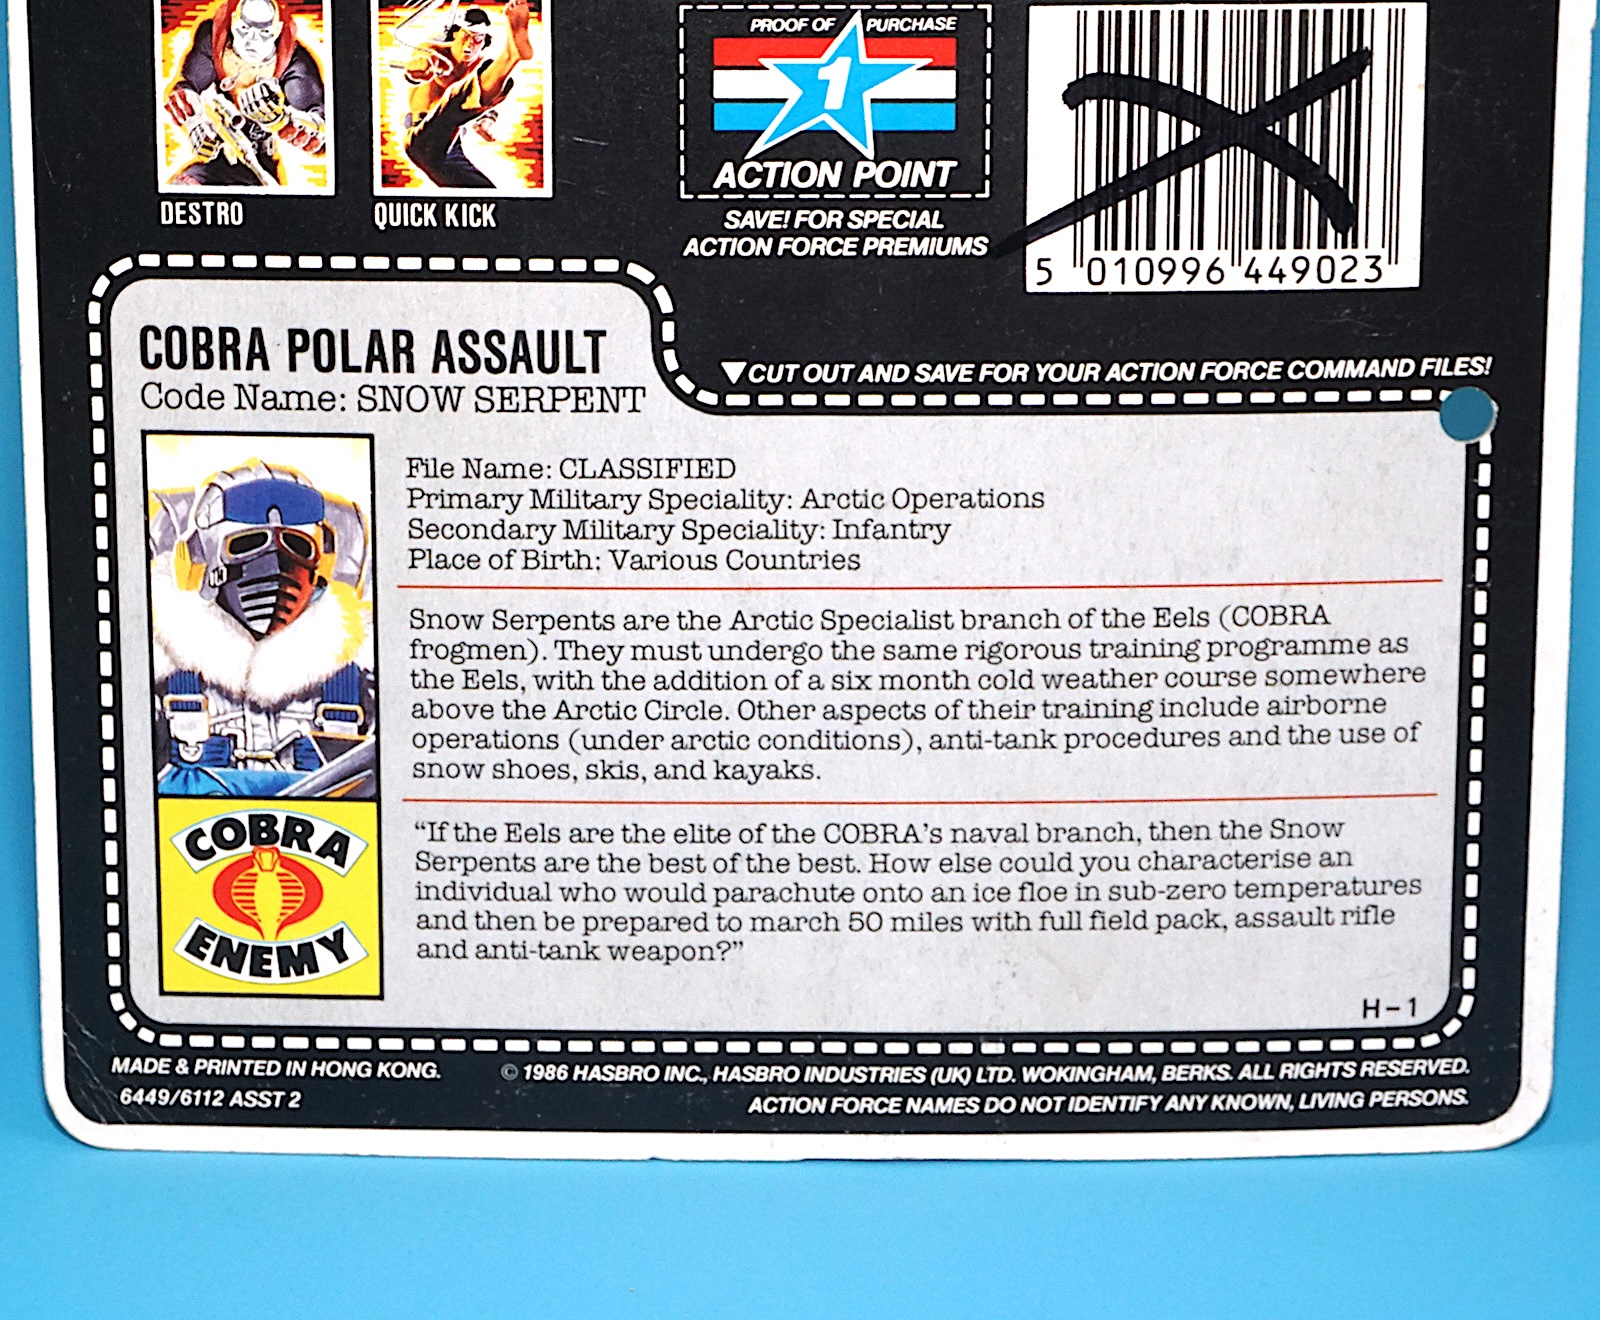 DESTRO
QUICK KICK
PROOF OF PURCHASE
1
ACTION POINT
SAVE! FOR SPECIAL
ACTION FORCE PREMIUMS
5 010996 449023
COBRA POLAR ASSAULT
Code Name: SNOW SERPENT
▼CUT OUT AND SAVE FOR YOUR ACTION FORCE COMMAND FILES!
File Name: CLASSIFIED
Primary Military Speciality: Arctic Operations
Secondary Military Speciality: Infantry
Place of Birth: Various Countries
Snow Serpents are the Arctic Specialist branch of the Eels (COBRA
frogmen). They must undergo the same rigorous training programme as
the Eels, with the addition of a six month cold weather course somewhere
above the Arctic Circle. Other aspects of their training include airborne
operations (under arctic conditions), anti-tank procedures and the use of
snow shoes, skis, and kayaks.
“If the Eels are the elite of the COBRA’s naval branch, then the Snow
Serpents are the best of the best. How else could you characterise an
individual who would parachute onto an ice floe in sub-zero temperatures
and then be prepared to march 50 miles with full field pack, assault rifle
and anti-tank weapon?”
COBRA
ENEMY
H-1
MADE & PRINTED IN HONG KONG.
© 1986 HASBRO INC., HASBRO INDUSTRIES (UK) LTD. WOKINGHAM, BERKS. ALL RIGHTS RESERVED.
6449/6112 ASST 2
ACTION FORCE NAMES DO NOT IDENTIFY ANY KNOWN, LIVING PERSONS.